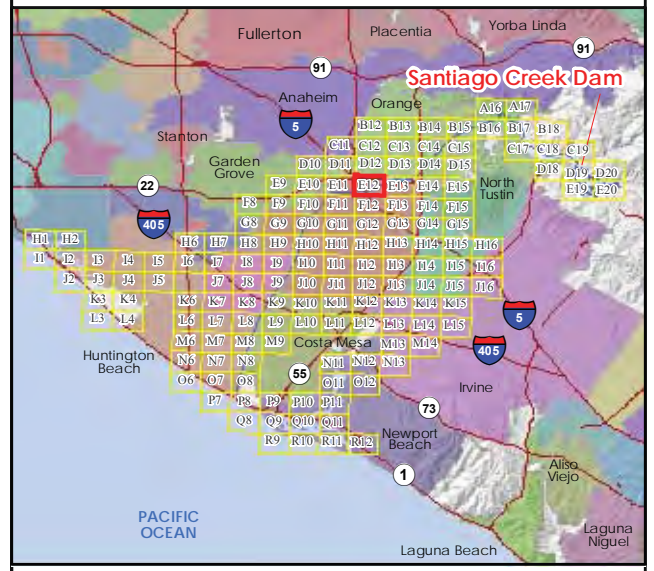 Fullerton
Placentia
Yorba Linda
91
91
Santiago Creek Dam
Anaheim
Orange
A16 A17
5
B12 B13 B14 B15 B16 B17 B18
Stanton
C11 C12 C13 C14 C15 C17 C18 C19
Garden
Grove
D10 D11 D12 D13 D14 D15 D18 D19 D20
22
E9 E10 E11 E12 E13 E14 E15 E19 E20
North
Tustin
F8 F9 F10 F11 F12 F13 F14 F15
405
G8 G9 G10 G11 G12 G13 G14 G15
H1 H2 H6 H7 H8 H9 H10 H11 H12 H13 H14 H15 H16
I1 I2 I3 I4 I5 I6 I7 I8 I9 I10 I11 I12 I13 I14 I15 I16
J2 J3 J4 J5 J7 J8 J9 J10 J11 J12 J13 J14 J15 J16
K3 K4 K6 K7 K8 K9 K10 K11 K12 K13 K14 K15
5
L3 L4 L6 L7 L8 L9 L10 L11 L12 L13 L14 L15
M6 M7 M8 M9 Costa Mesa M13 M14
405
Huntington
Beach
N6 N7 N8 N11 N12 N13
55
O6 O7 O8 O11 O12
Irvine
P7 P8 P9 P10 P11
73
Q8 Q9 Q10 Q11
Newport
Beach
R9 R10 R11 R12
1
Aliso
Viejo
PACIFIC
OCEAN
Laguna
Niguel
Laguna Beach